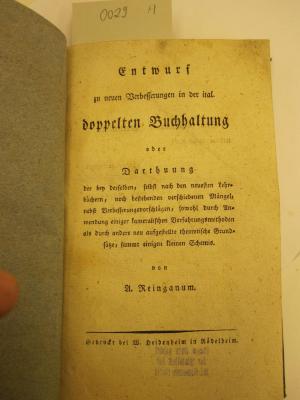 0029 A
Entwurf
zu neuen Verbesserungen in der ital.
doppelten Buchhaltung
oder
Darthuung
der bey derselben, selbst nach den neuesten Lehr-
büchern, noch bestehenden verschiedenen Mängel;
nebst Verbesserungsvorschlägen, sowohl durch An-
wendung einiger kameralischen Verfahrungsmethoden
als durch andere neu aufgestellte theoretische Grund-
sätze, sammt einigen kleinen Schemis.
von
A. Reinganum.
Gedruckt bei W. Heidenheim in Rödelheim.